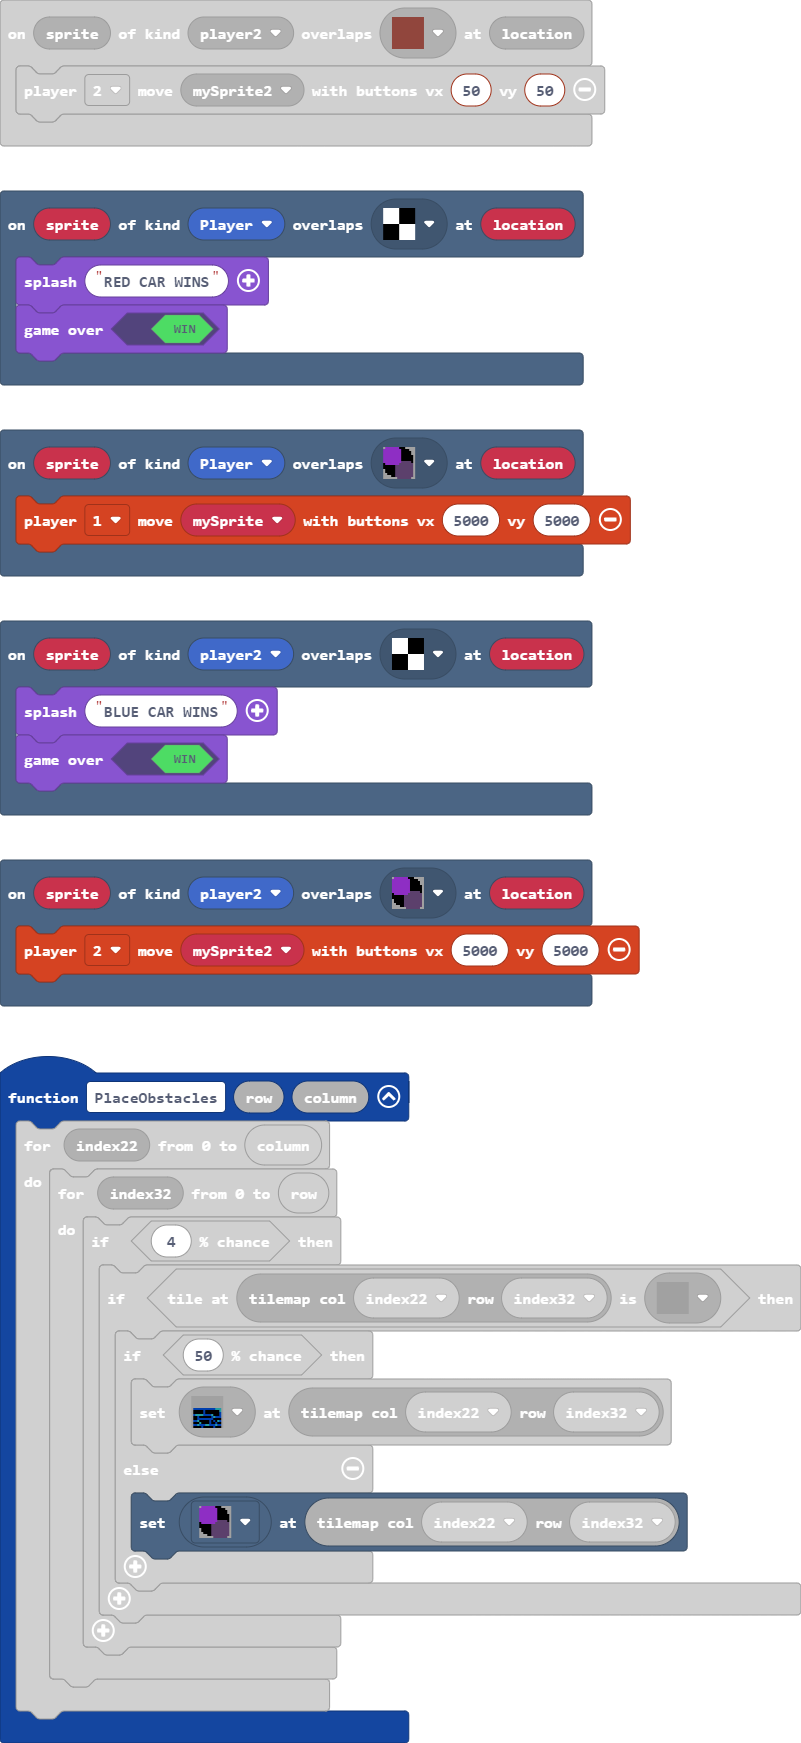 on sprite of kind player2 overlaps at location
player 2 move mySprite2 with buttons vx 50 vy 50
on sprite of kind Player overlaps at location
splash "RED CAR WINS"
game over WIN
on sprite of kind Player overlaps at location
player 1 move mySprite with buttons vx 5000 vy 5000
on sprite of kind player2 overlaps at location
splash "BLUE CAR WINS"
game over WIN
on sprite of kind player2 overlaps at location
player 2 move mySprite2 with buttons vx 5000 vy 5000
function PlaceObstacles row column
for index22 from 0 to column
do
for index32 from 0 to row
do
if 4 % chance then
if tile at tilemap col index22 row index32 is then
if 50 % chance then
set at tilemap col index22 row index32
else
set at tilemap col index22 row index32